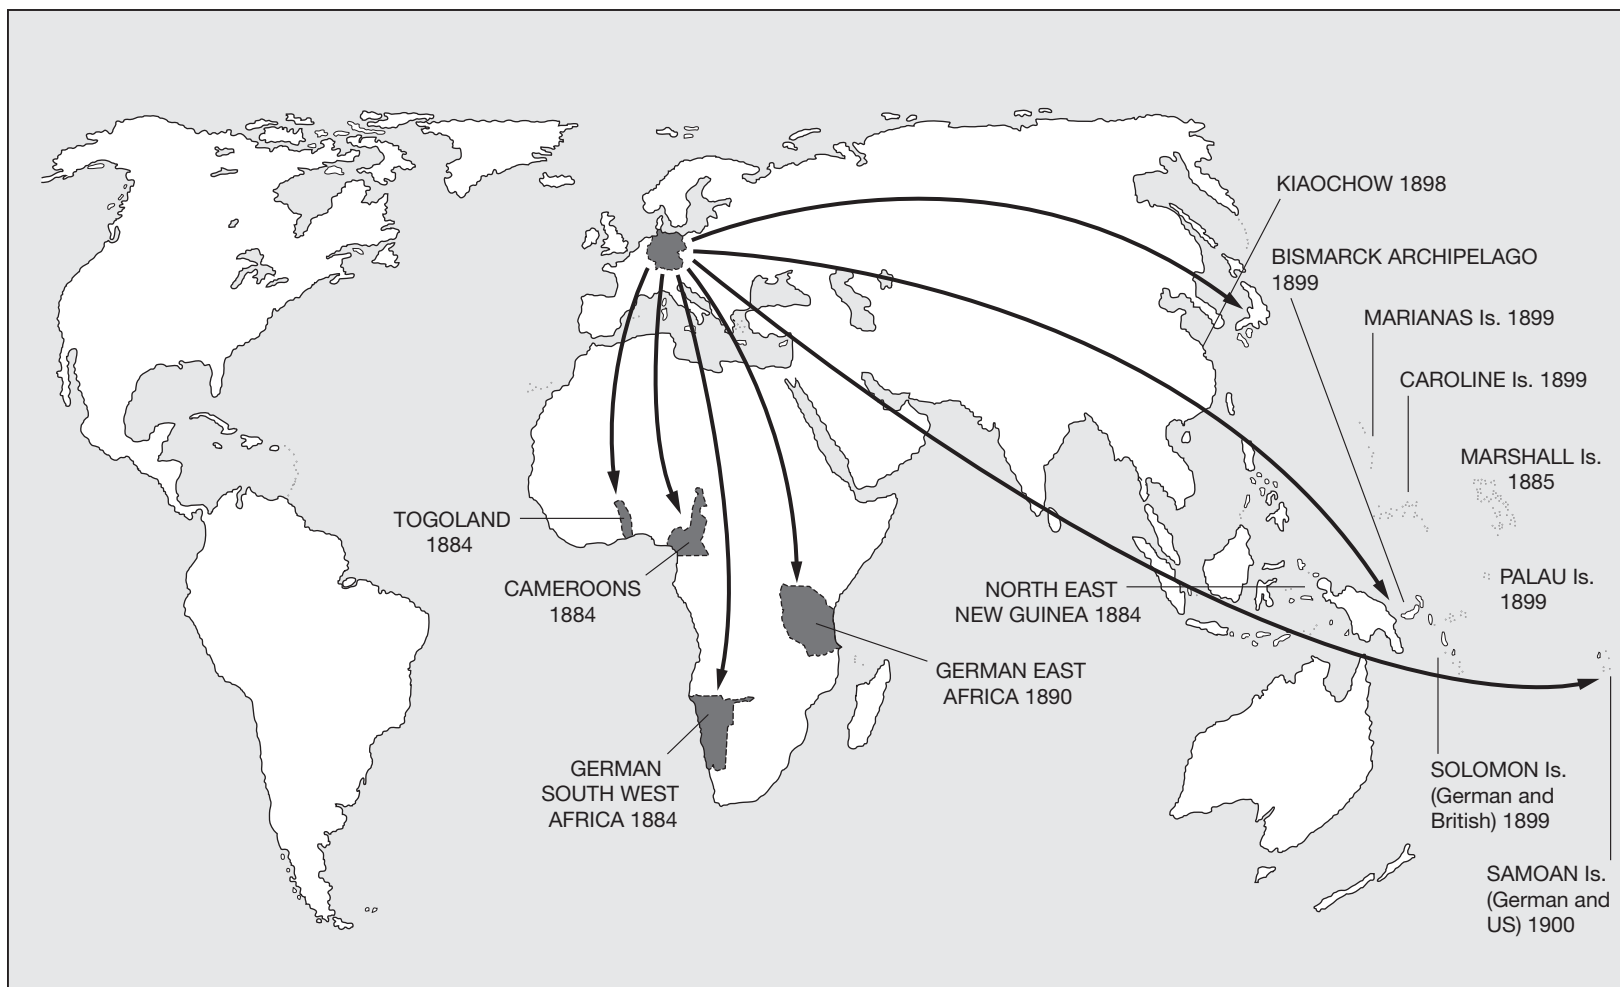 KIAOCHOW 1898
BISMARCK ARCHIPELAGO
1899
MARIANAS Is. 1899
CAROLINE Is. 1899
MARSHALL Is.
1885
PALAU Is.
1899
TOGOLAND
1884
CAMEROONS
1884
NORTH EAST
NEW GUINEA 1884
GERMAN EAST
AFRICA 1890
GERMAN
SOUTH WEST
AFRICA 1884
SOLOMON Is.
(German and
British) 1899
SAMOAN Is.
(German and
US) 1900